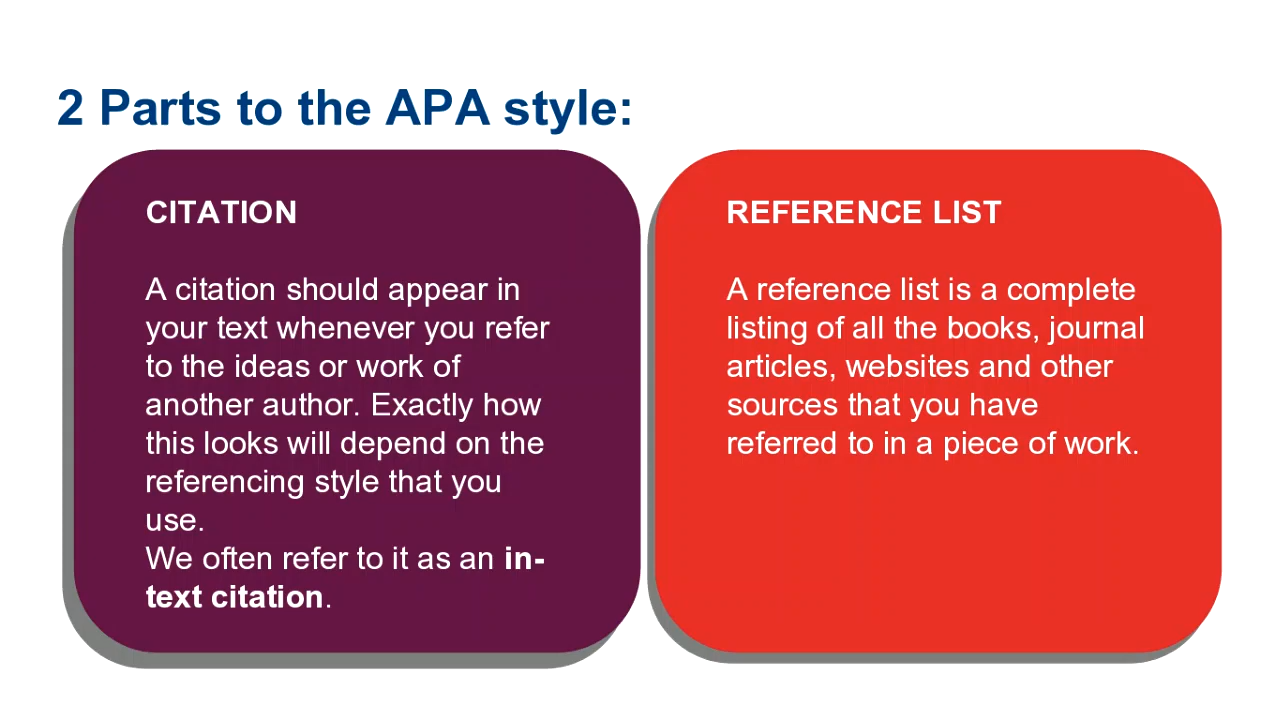 2 Parts to the APA style:
CITATION
A citation should appear in
your text whenever you refer
to the ideas or work of
another author. Exactly how
this looks will depend on the
referencing style that you
use.
We often refer to it as an in-
text citation.
REFERENCE LIST
A reference list is a complete
listing of all the books, journal
articles, websites and other
sources that you have
referred to in a piece of work.